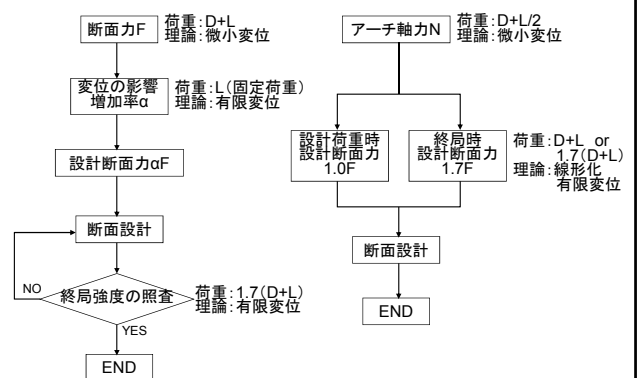 断面力F
荷重：D+L
理論：微小変位
変位の影響
増加率α
荷重：L（固定荷重）
理論：有限変位
設計断面力αF
断面設計
NO
終局強度の照査
荷重：1.7（D+L）
理論：有限変位
YES
END
アーチ軸力N
荷重：D+L/2
理論：微小変位
設計荷重時
設計断面力
1.0F
終局時
設計断面力
1.7F
荷重：D+L or
1.7（D+L）
理論：線形化
有限変位
断面設計
END